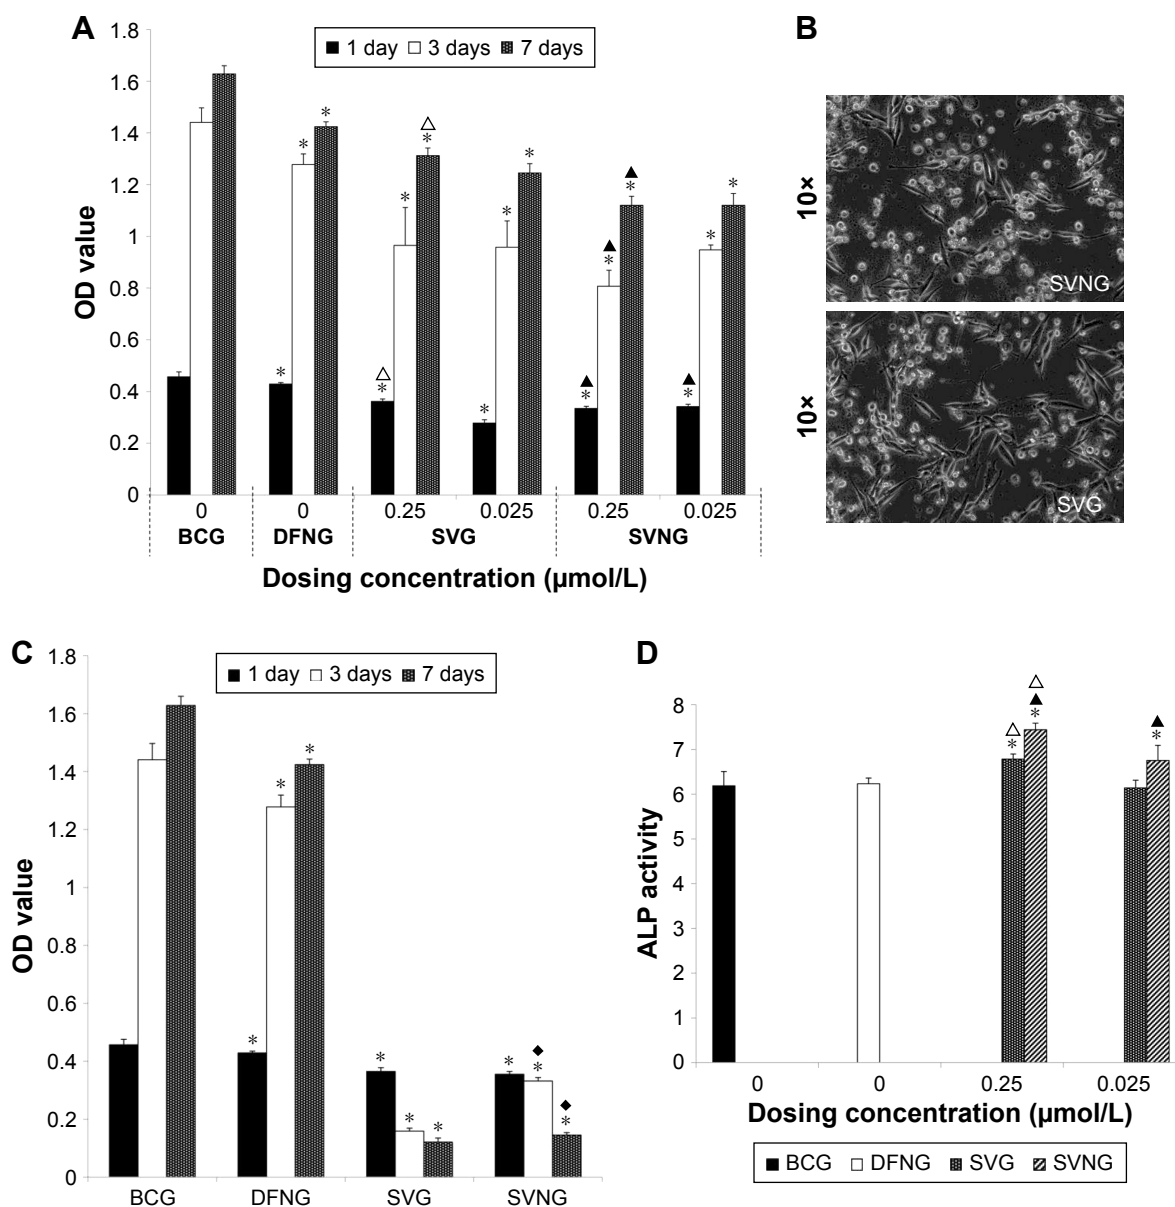 A
1.8
1.6
1.4
1.2
1
0.8
0.6
0.4
0.2
0
OD value
1 day 3 days 7 days
* * * △ * * * * * * ▲ * ▲ * * *
△ * * ▲ * ▲ *
0 0 0.25 0.025 0.25 0.025
BCG DFNG SVG SVNG
Dosing concentration (µmol/L)
B
10×
SVNG
10×
SVG
C
1.8
1.6
1.4
1.2
1
0.8
0.6
0.4
0.2
0
OD value
1 day 3 days 7 days
* * * * * * * ◆ * ◆ *
BCG DFNG SVG SVNG
D
8
7
6
5
4
3
2
1
0
ALP activity
△ * △ ▲ * ▲ *
0 0 0.25 0.025
Dosing concentration (µmol/L)
BCG DFNG SVG SVNG